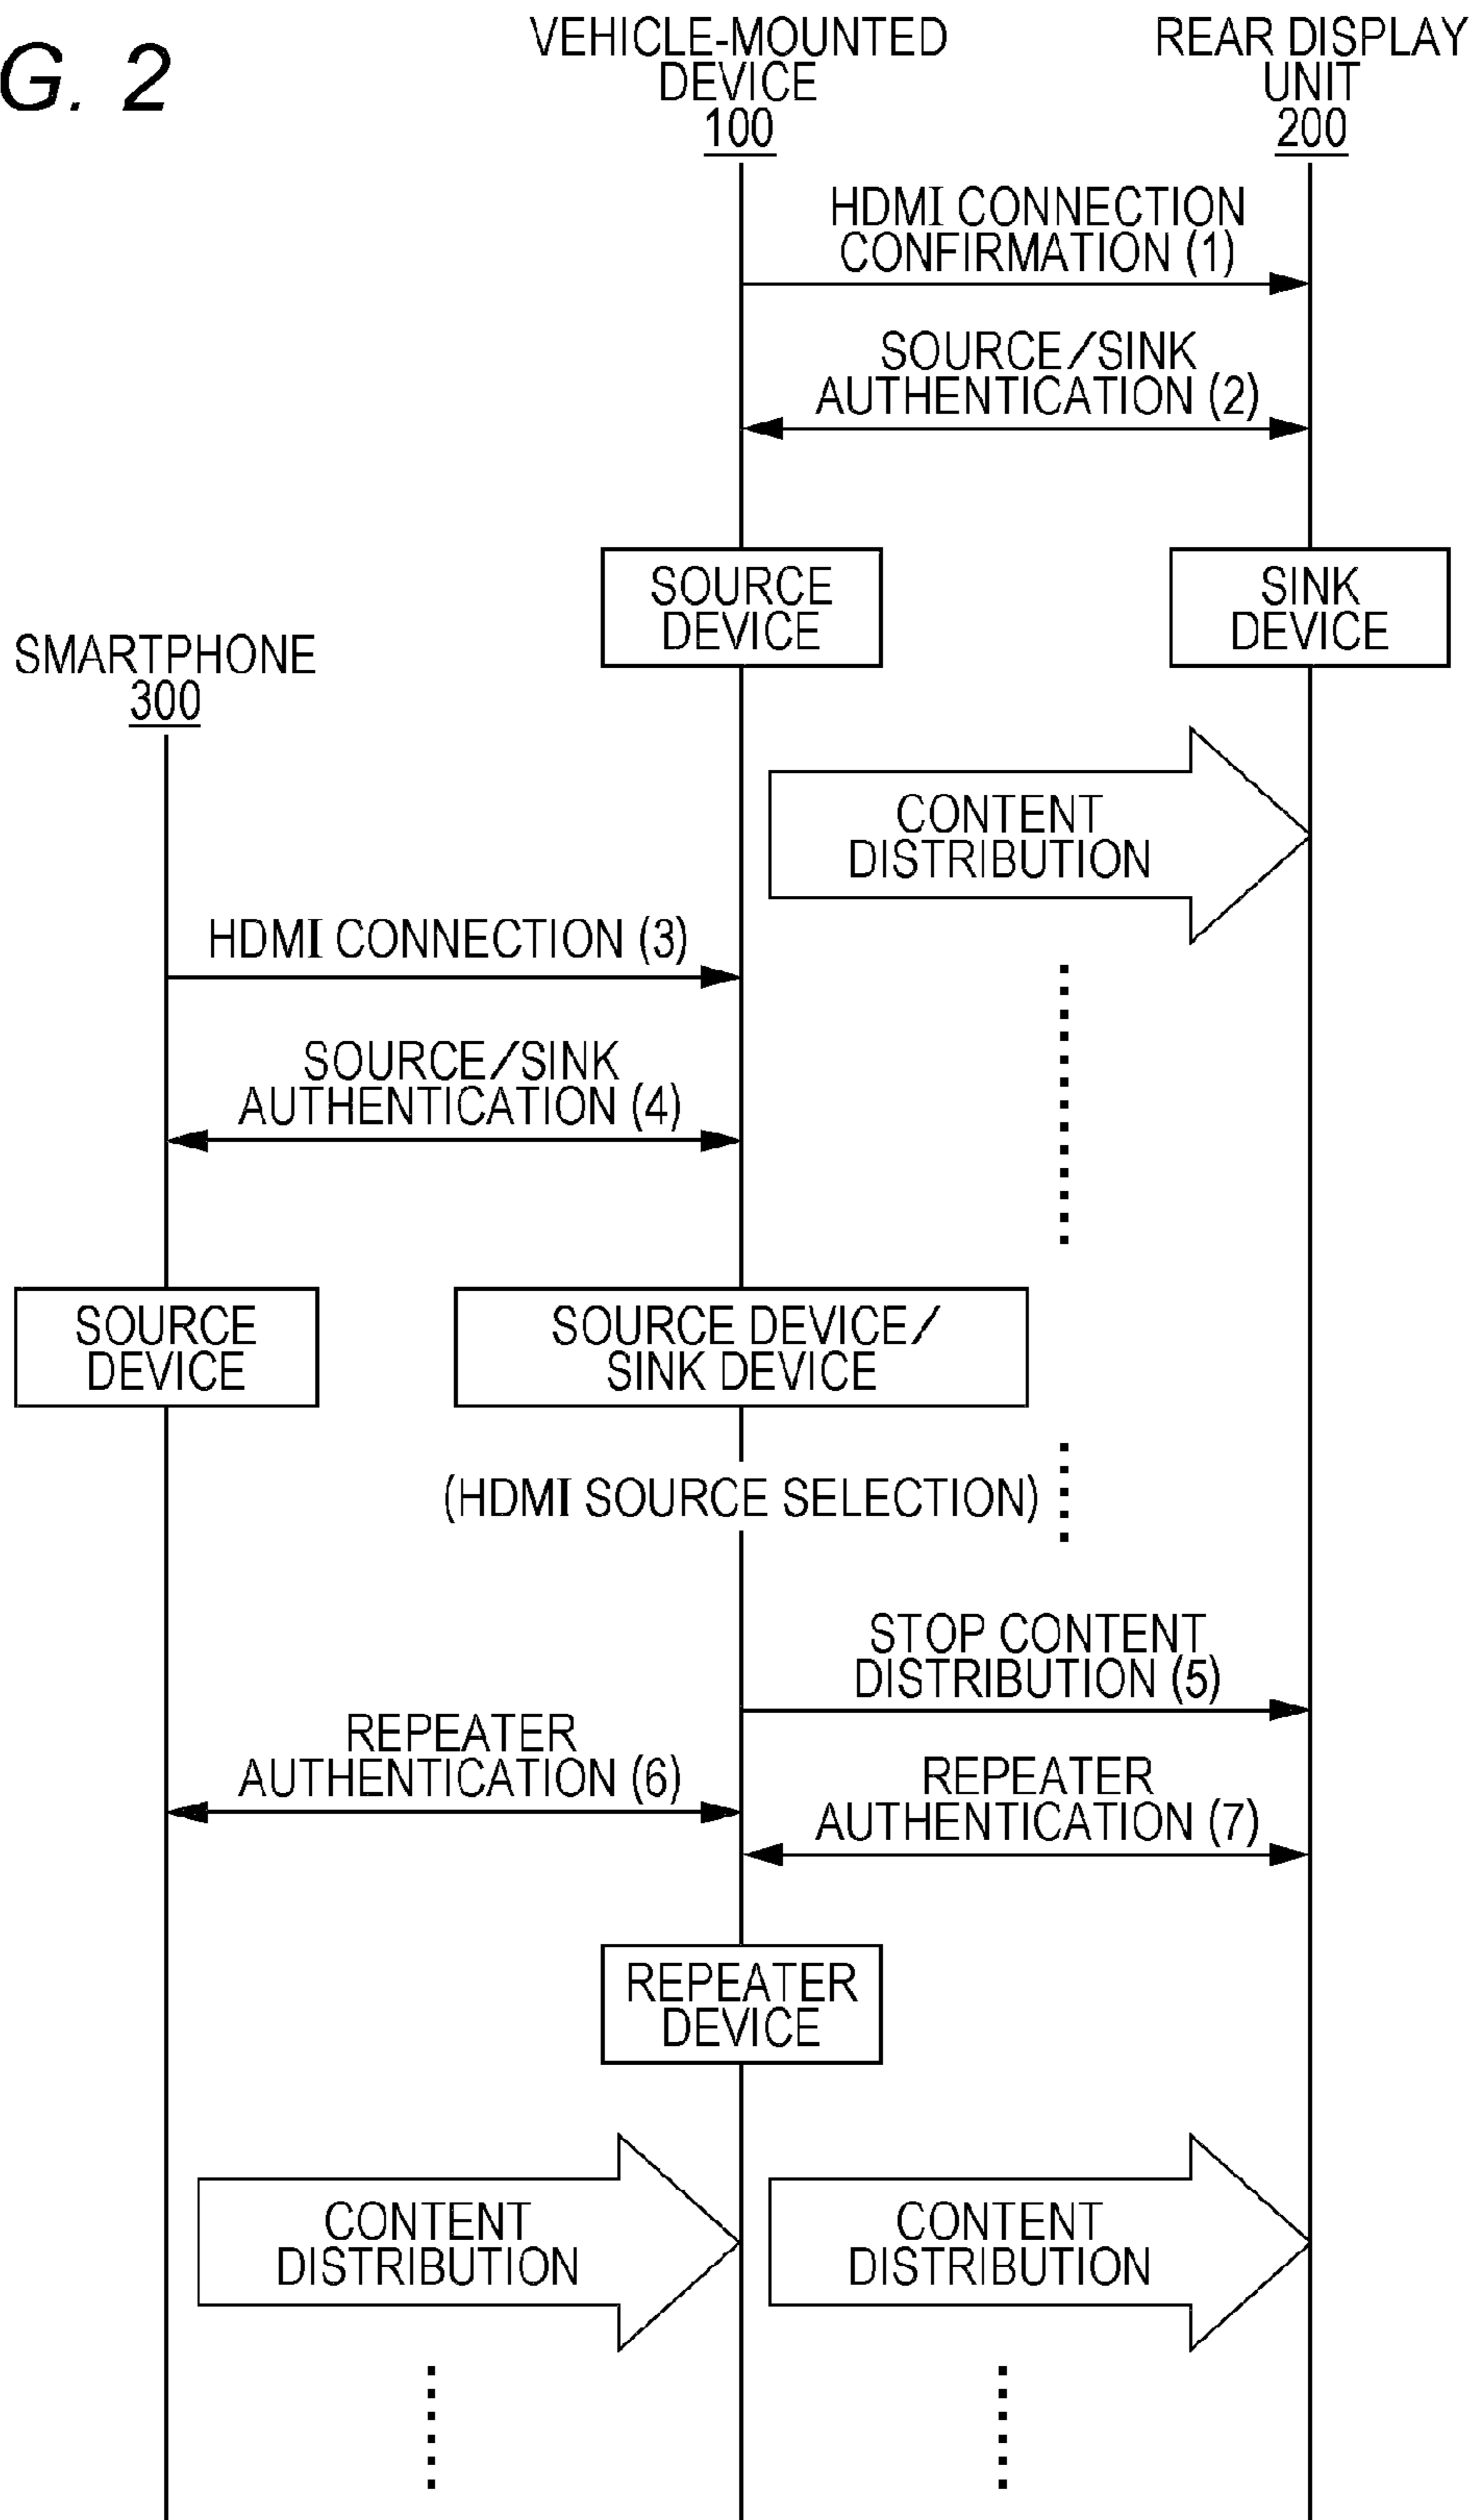 G. 2
VEHICLE-MOUNTED
DEVICE
100
REAR DISPLAY
UNIT
200
HDMI CONNECTION
CONFIRMATION (1)
SOURCE/SINK
AUTHENTICATION (2)
SOURCE
DEVICE
SINK
DEVICE
SMARTPHONE
300
CONTENT
DISTRIBUTION
HDMI CONNECTION (3)
SOURCE/SINK
AUTHENTICATION (4)
SOURCE
DEVICE
SOURCE DEVICE/
SINK DEVICE
(HDMI SOURCE SELECTION)
STOP CONTENT
DISTRIBUTION (5)
REPEATER
AUTHENTICATION (6)
REPEATER
AUTHENTICATION (7)
REPEATER
DEVICE
CONTENT
DISTRIBUTION
CONTENT
DISTRIBUTION